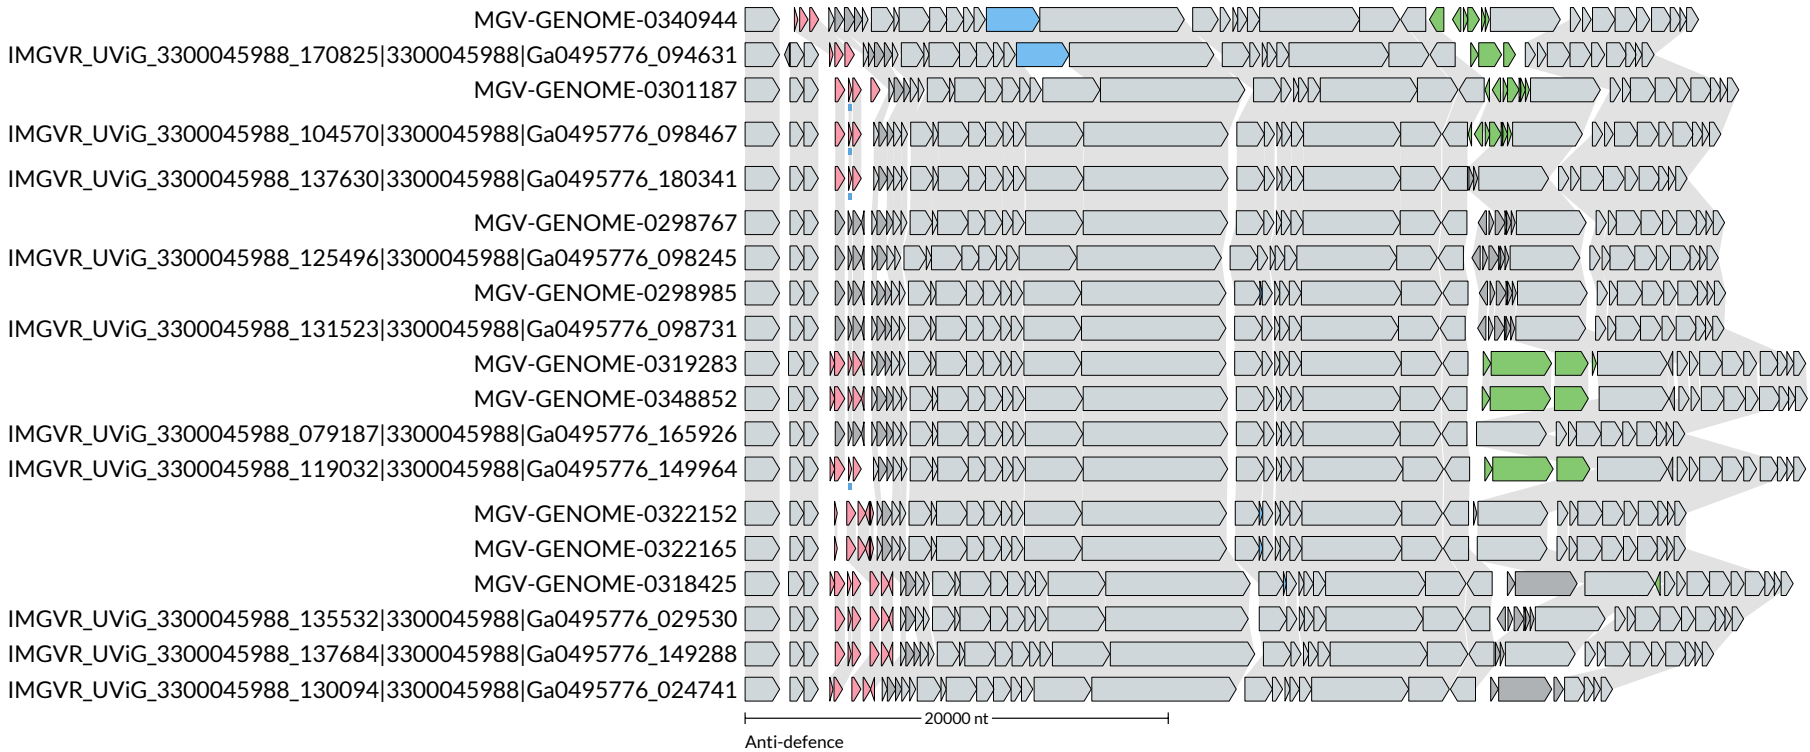 MGV-GENOME-0340944
IMGVR_UViG_3300045988_170825|3300045988|Ga0495776_094631
MGV-GENOME-0301187
IMGVR_UViG_3300045988_104570|3300045988|Ga0495776_098467
IMGVR_UViG_3300045988_137630|3300045988|Ga0495776_180341
MGV-GENOME-0298767
IMGVR_UViG_3300045988_125496|3300045988|Ga0495776_098245
MGV-GENOME-0298985
IMGVR_UViG_3300045988_131523|3300045988|Ga0495776_098731
MGV-GENOME-0319283
MGV-GENOME-0348852
IMGVR_UViG_3300045988_079187|3300045988|Ga0495776_165926
IMGVR_UViG_3300045988_119032|3300045988|Ga0495776_149964
MGV-GENOME-0322152
MGV-GENOME-0322165
MGV-GENOME-0318425
IMGVR_UViG_3300045988_135532|3300045988|Ga0495776_029530
IMGVR_UViG_3300045988_137684|3300045988|Ga0495776_149288
IMGVR_UViG_3300045988_130094|3300045988|Ga0495776_024741
20000 nt
Anti-defence